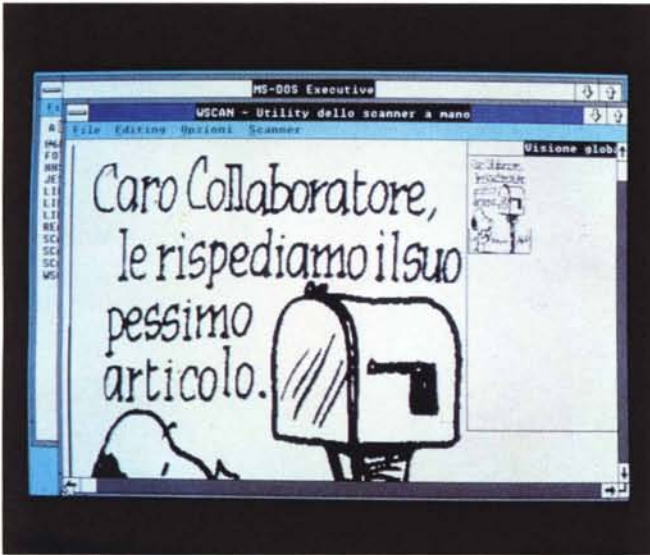 MS-DOS Executive
WSCAN - Utility dello scanner a mano
File Editing Opzioni Scanner
Visione globa
Caro Collaboratore,
le rispediamo il suo
pessimo
articolo.